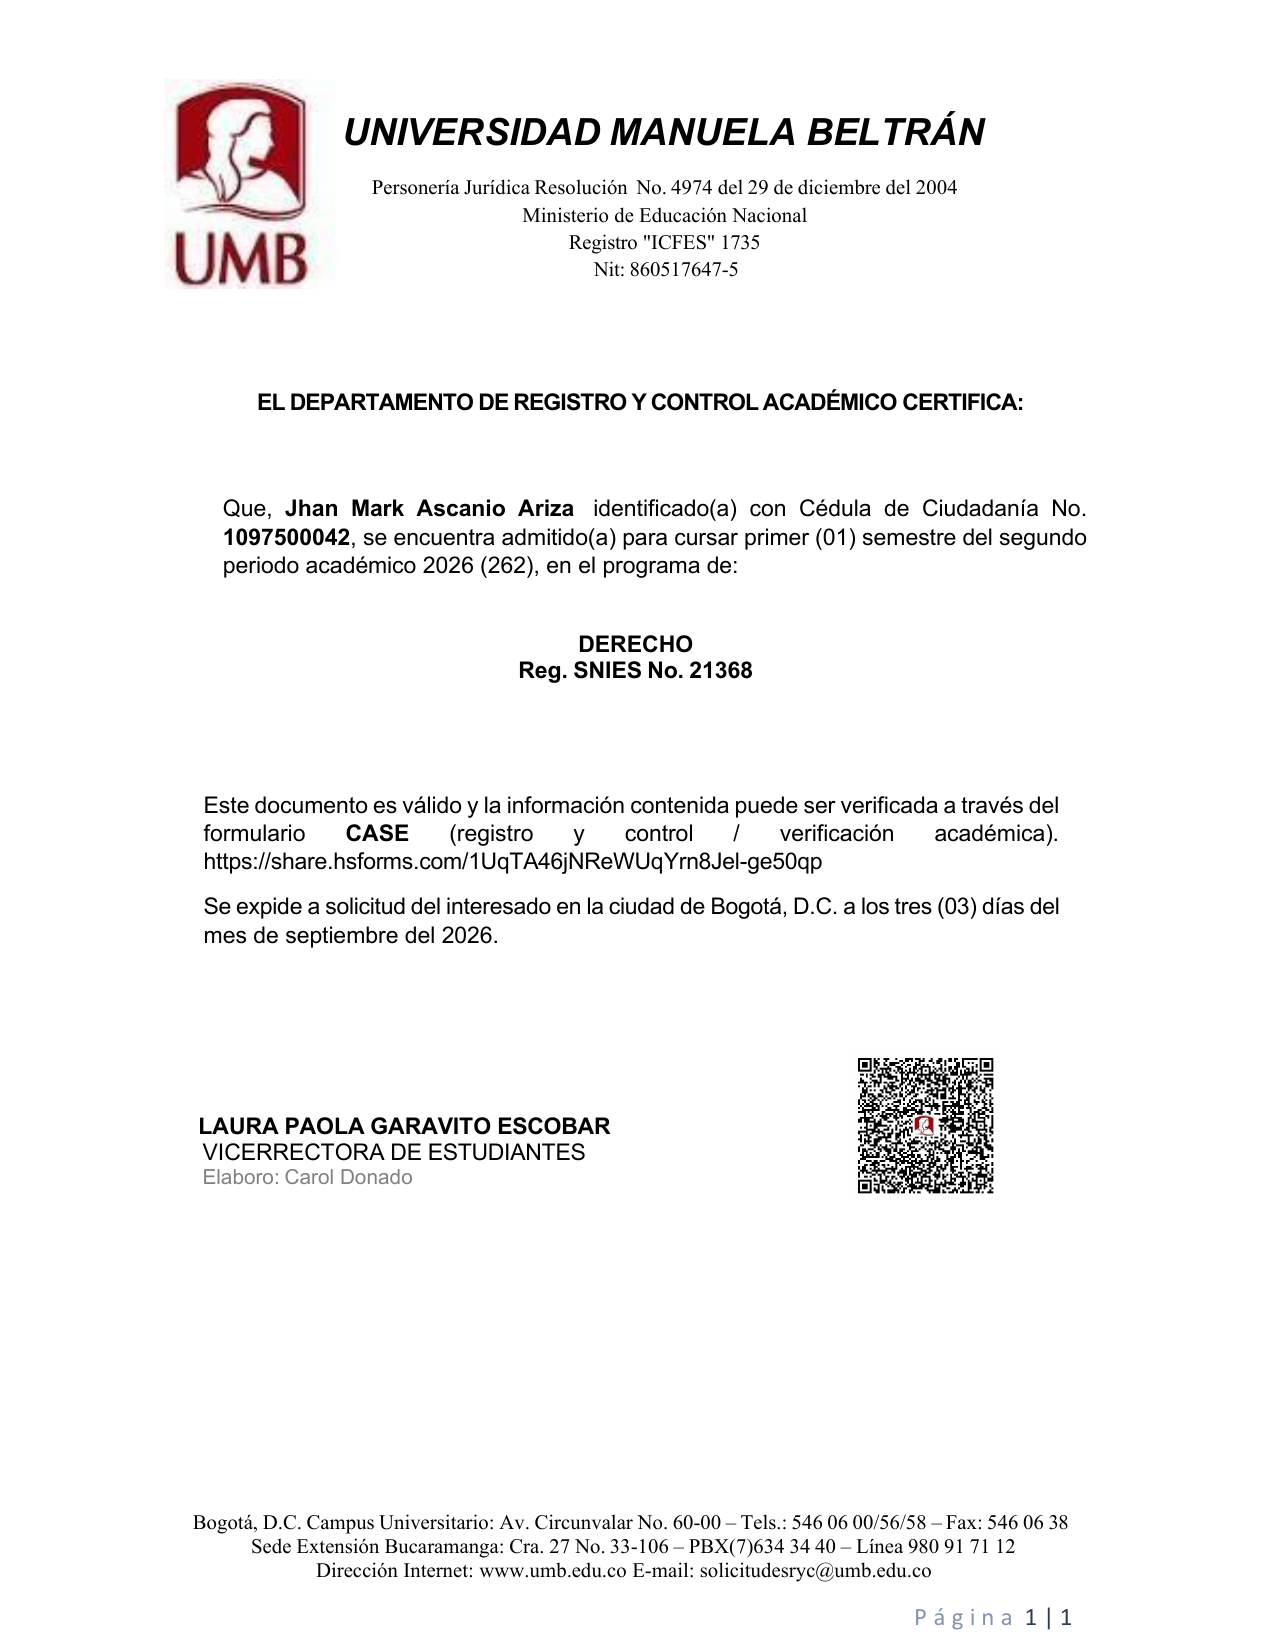 UMB
UNIVERSIDAD MANUELA BELTRÁN
Personería Jurídica Resolución No. 4974 del 29 de diciembre del 2004
Ministerio de Educación Nacional
Registro "ICFES" 1735
Nit: 860517647-5
EL DEPARTAMENTO DE REGISTRO Y CONTROL ACADÉMICO CERTIFICA:
Que, Jhan Mark Ascanio Ariza identificado(a) con Cédula de Ciudadanía No.
1097500042, se encuentra admitido(a) para cursar primer (01) semestre del segundo
periodo académico 2026 (262), en el programa de:
DERECHO
Reg. SNIES No. 21368
Este documento es válido y la información contenida puede ser verificada a través del
formulario CASE (registro y control / verificación académica).
https://share.hsforms.com/1UqTA46jNReWUqYrn8Jel-ge50qp
Se expide a solicitud del interesado en la ciudad de Bogotá, D.C. a los tres (03) días del
mes de septiembre del 2026.
LAURA PAOLA GARAVITO ESCOBAR
VICERRECTORA DE ESTUDIANTES
Elaboro: Carol Donado
Bogotá, D.C. Campus Universitario: Av. Circunvalar No. 60-00 – Tels.: 546 06 00/56/58 – Fax: 546 06 38
Sede Extensión Bucaramanga: Cra. 27 No. 33-106 – PBX(7)634 34 40 – Línea 980 91 71 12
Dirección Internet: www.umb.edu.co E-mail: solicitudesryc@umb.edu.co
Página 1 | 1